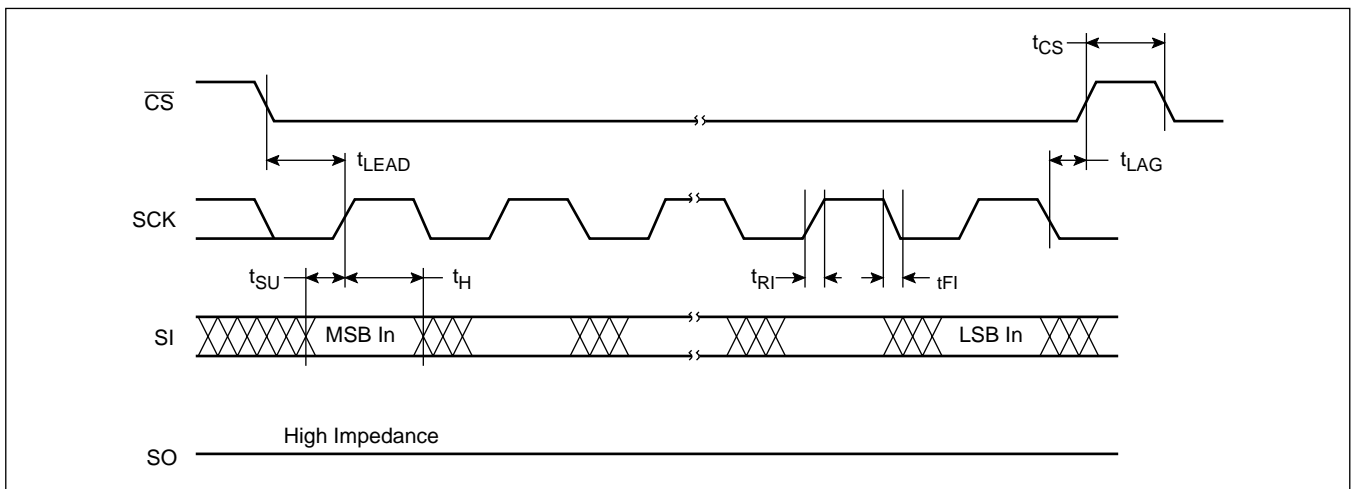 tCS
CS
tLEAD
tLAG
SCK
tSU
tH
tRI
tFI
SI
MSB In
LSB In
High Impedance
SO